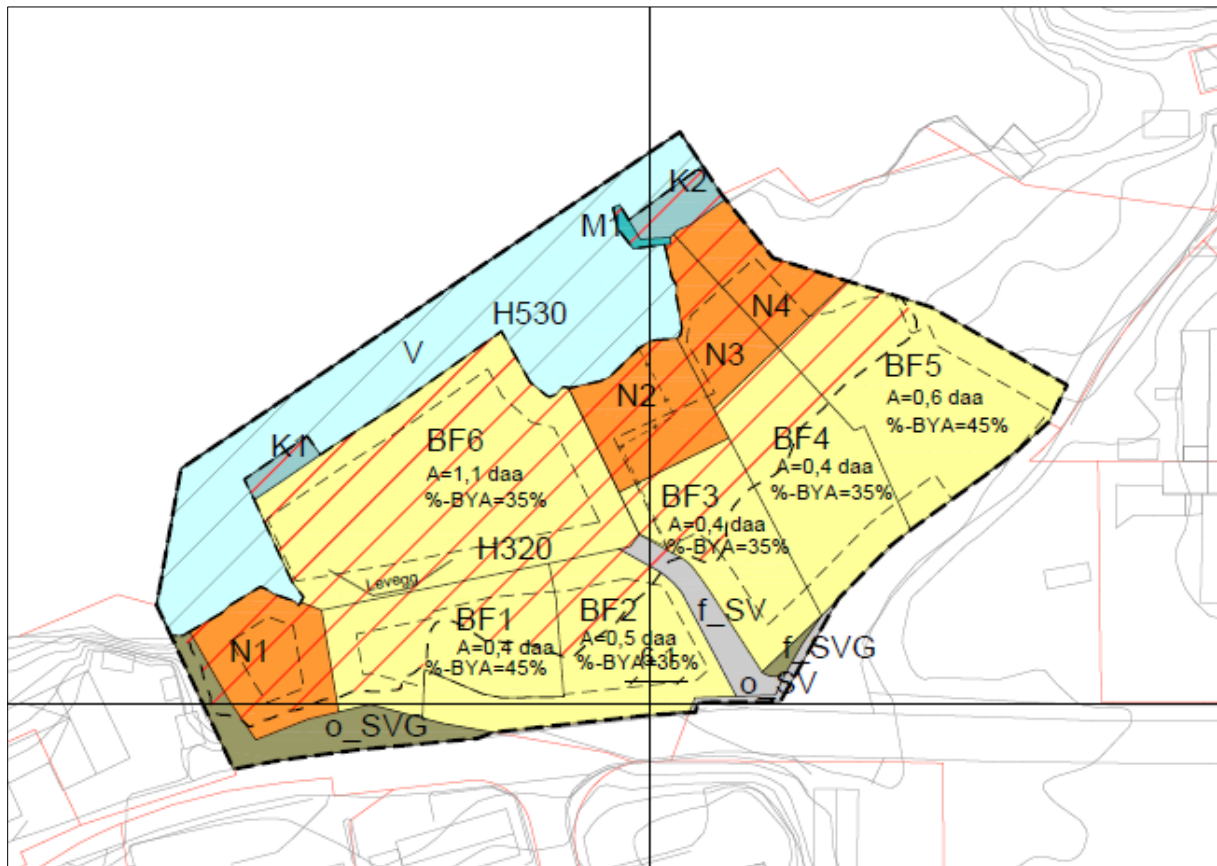 K2
M1
H530
N4
V
N3
BF5
A=0,6 daa
%-BYA=45%
N2
K1
BF6
A=1,1 daa
%-BYA=35%
BF4
A=0,4 daa
%-BYA=35%
BF3
A=0,4 daa
%-BYA=35%
H320
Levegg
BF1
A=0,4 daa
%-BYA=45%
BF2
A=0,5 daa
%-BYA=35%
f_SV
N1
f_SVG
o_SV
o_SVG